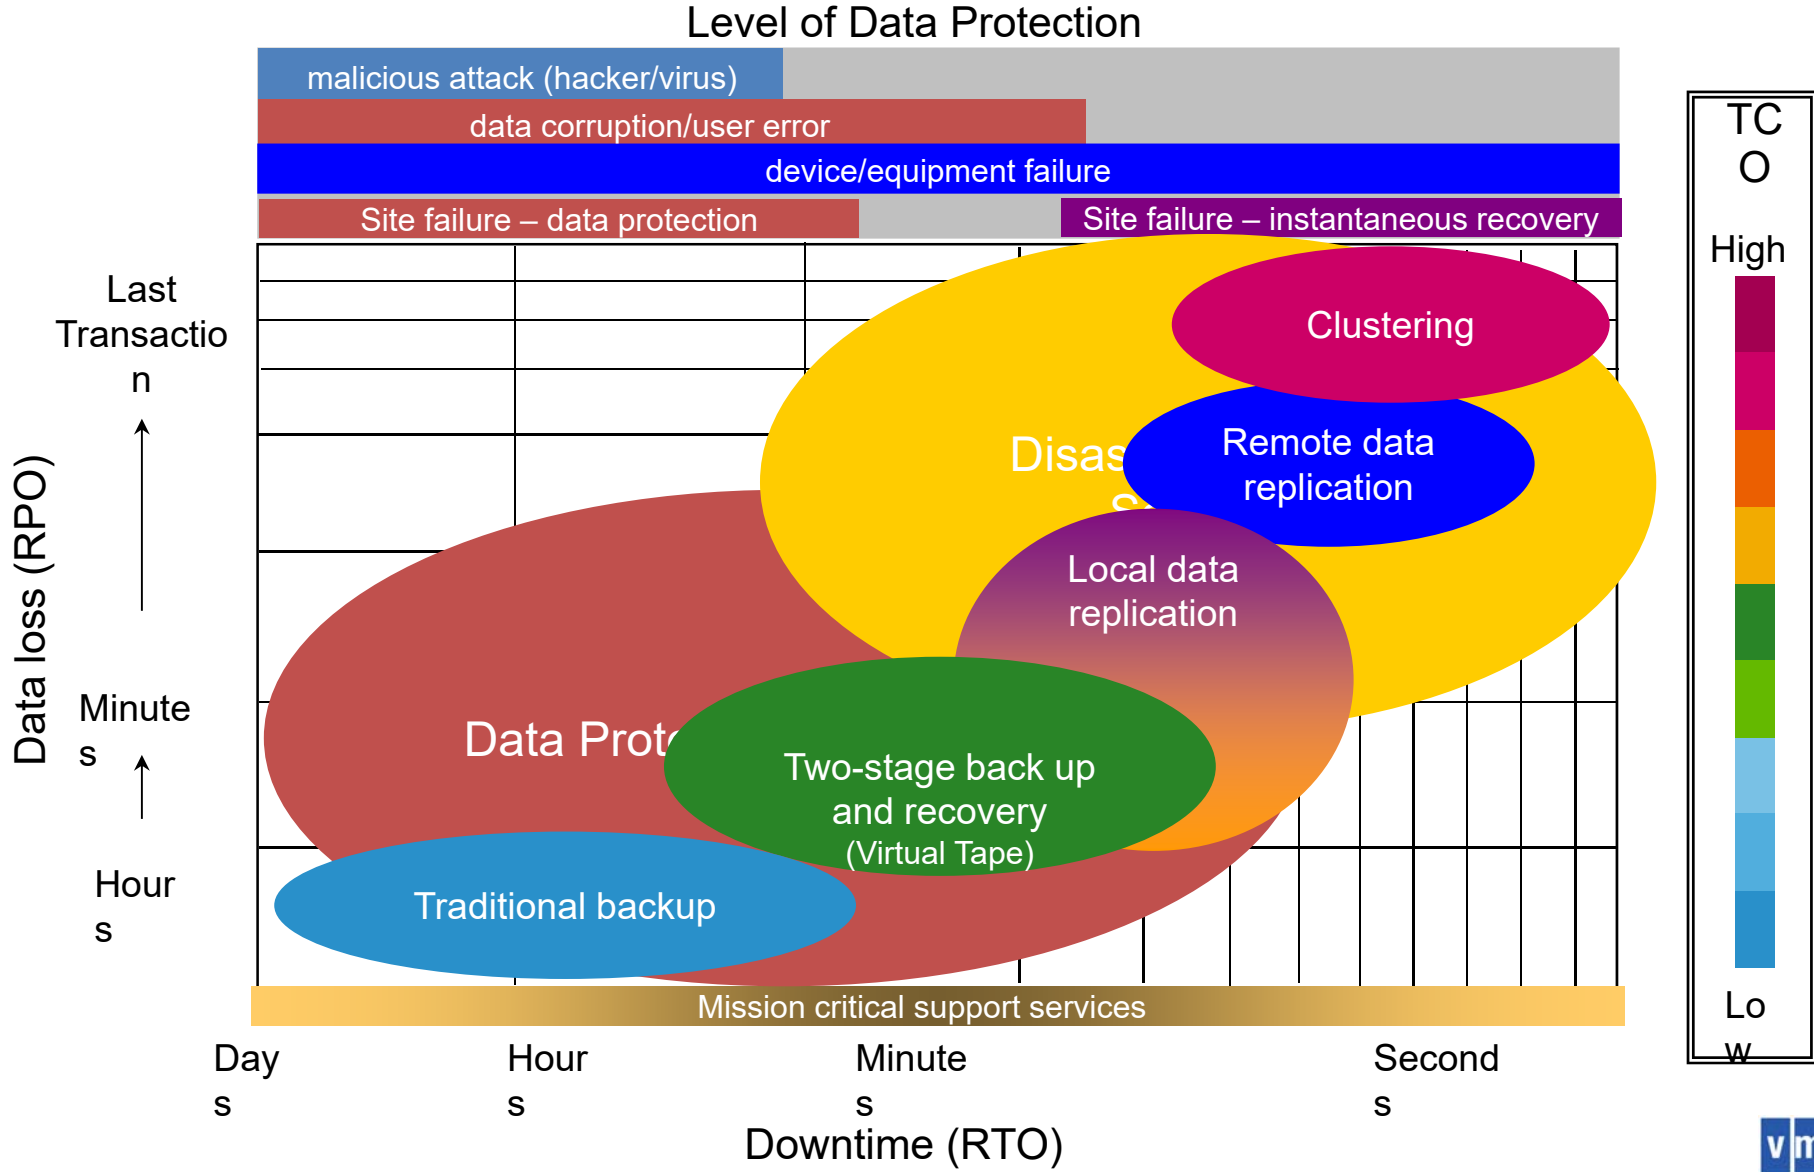 Level of Data Protection
malicious attack (hacker/virus)
data corruption/user error
device/equipment failure
Site failure – data protection
Site failure – instantaneous recovery
TC
O
High
Last
Transactio
n
Clustering
Remote data
replication
Disas
Local data
replication
Data loss (RPO)
Minute
s
Data Prot
Two-stage back up
and recovery
(Virtual Tape)
Hour
s
Traditional backup
Mission critical support services
Lo
w
Day
s
Hour
s
Minute
s
Second
s
Downtime (RTO)
vm